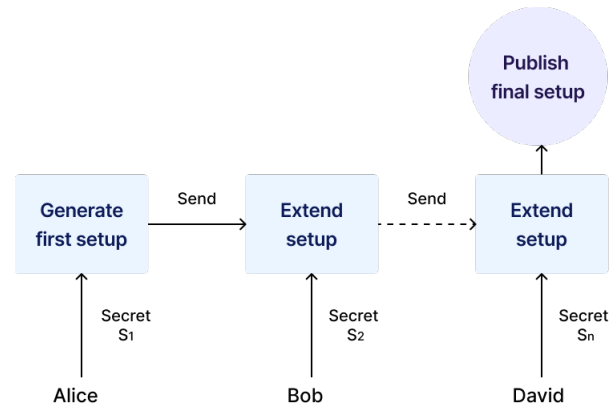 Publish
final setup
Generate
first setup
Send
Extend
setup
Send
Extend
setup
Secret
S1
Secret
S2
Secret
Sn
Alice
Bob
David